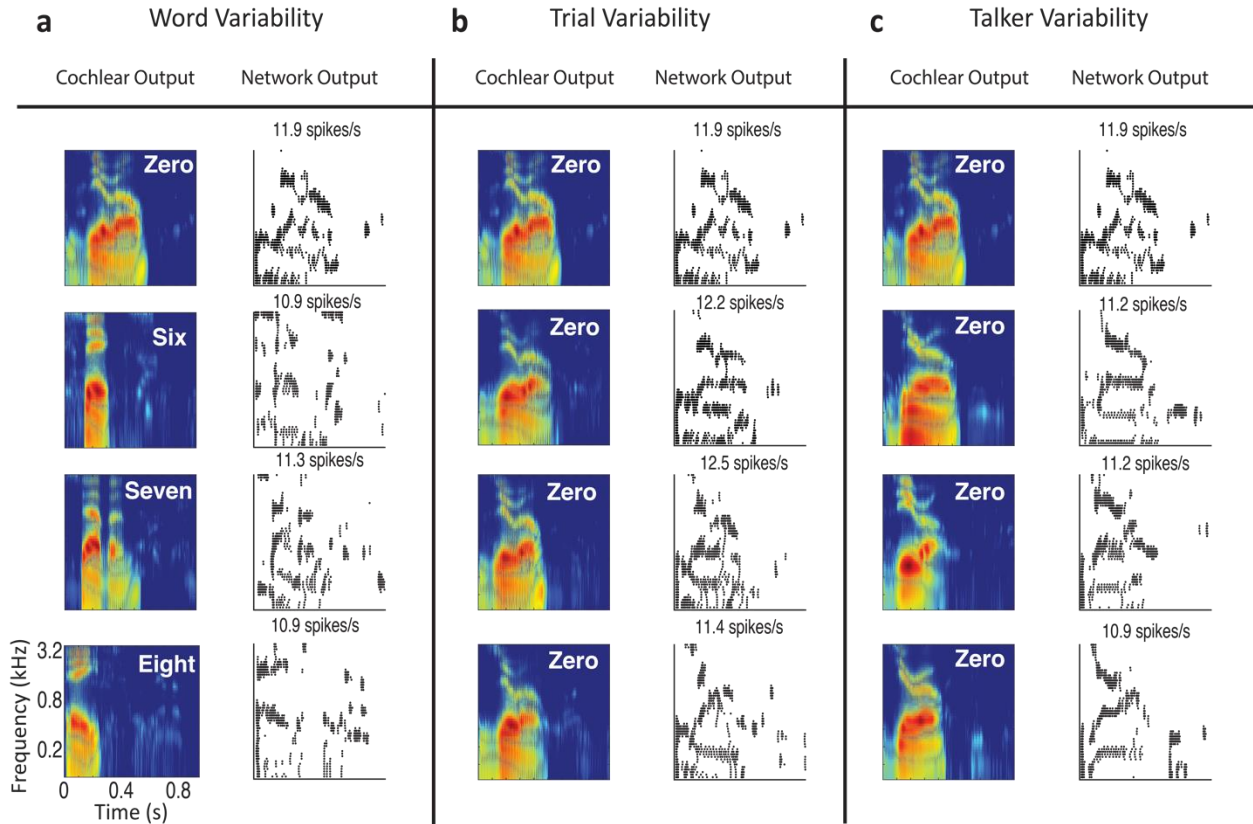 a Word Variability b Trial Variability c Talker Variability
Cochlear Output Network Output Cochlear Output Network Output Cochlear Output Network Output
11.9 spikes/s 11.9 spikes/s 11.9 spikes/s
Zero Zero Zero
10.9 spikes/s 12.2 spikes/s 11.2 spikes/s
Six Zero Zero
11.3 spikes/s 12.5 spikes/s 11.2 spikes/s
Seven Zero Zero
10.9 spikes/s 11.4 spikes/s 10.9 spikes/s
Eight Zero Zero
Frequency (kHz)
3.2
0.8
0.2
0 0.4 0.8
Time (s)